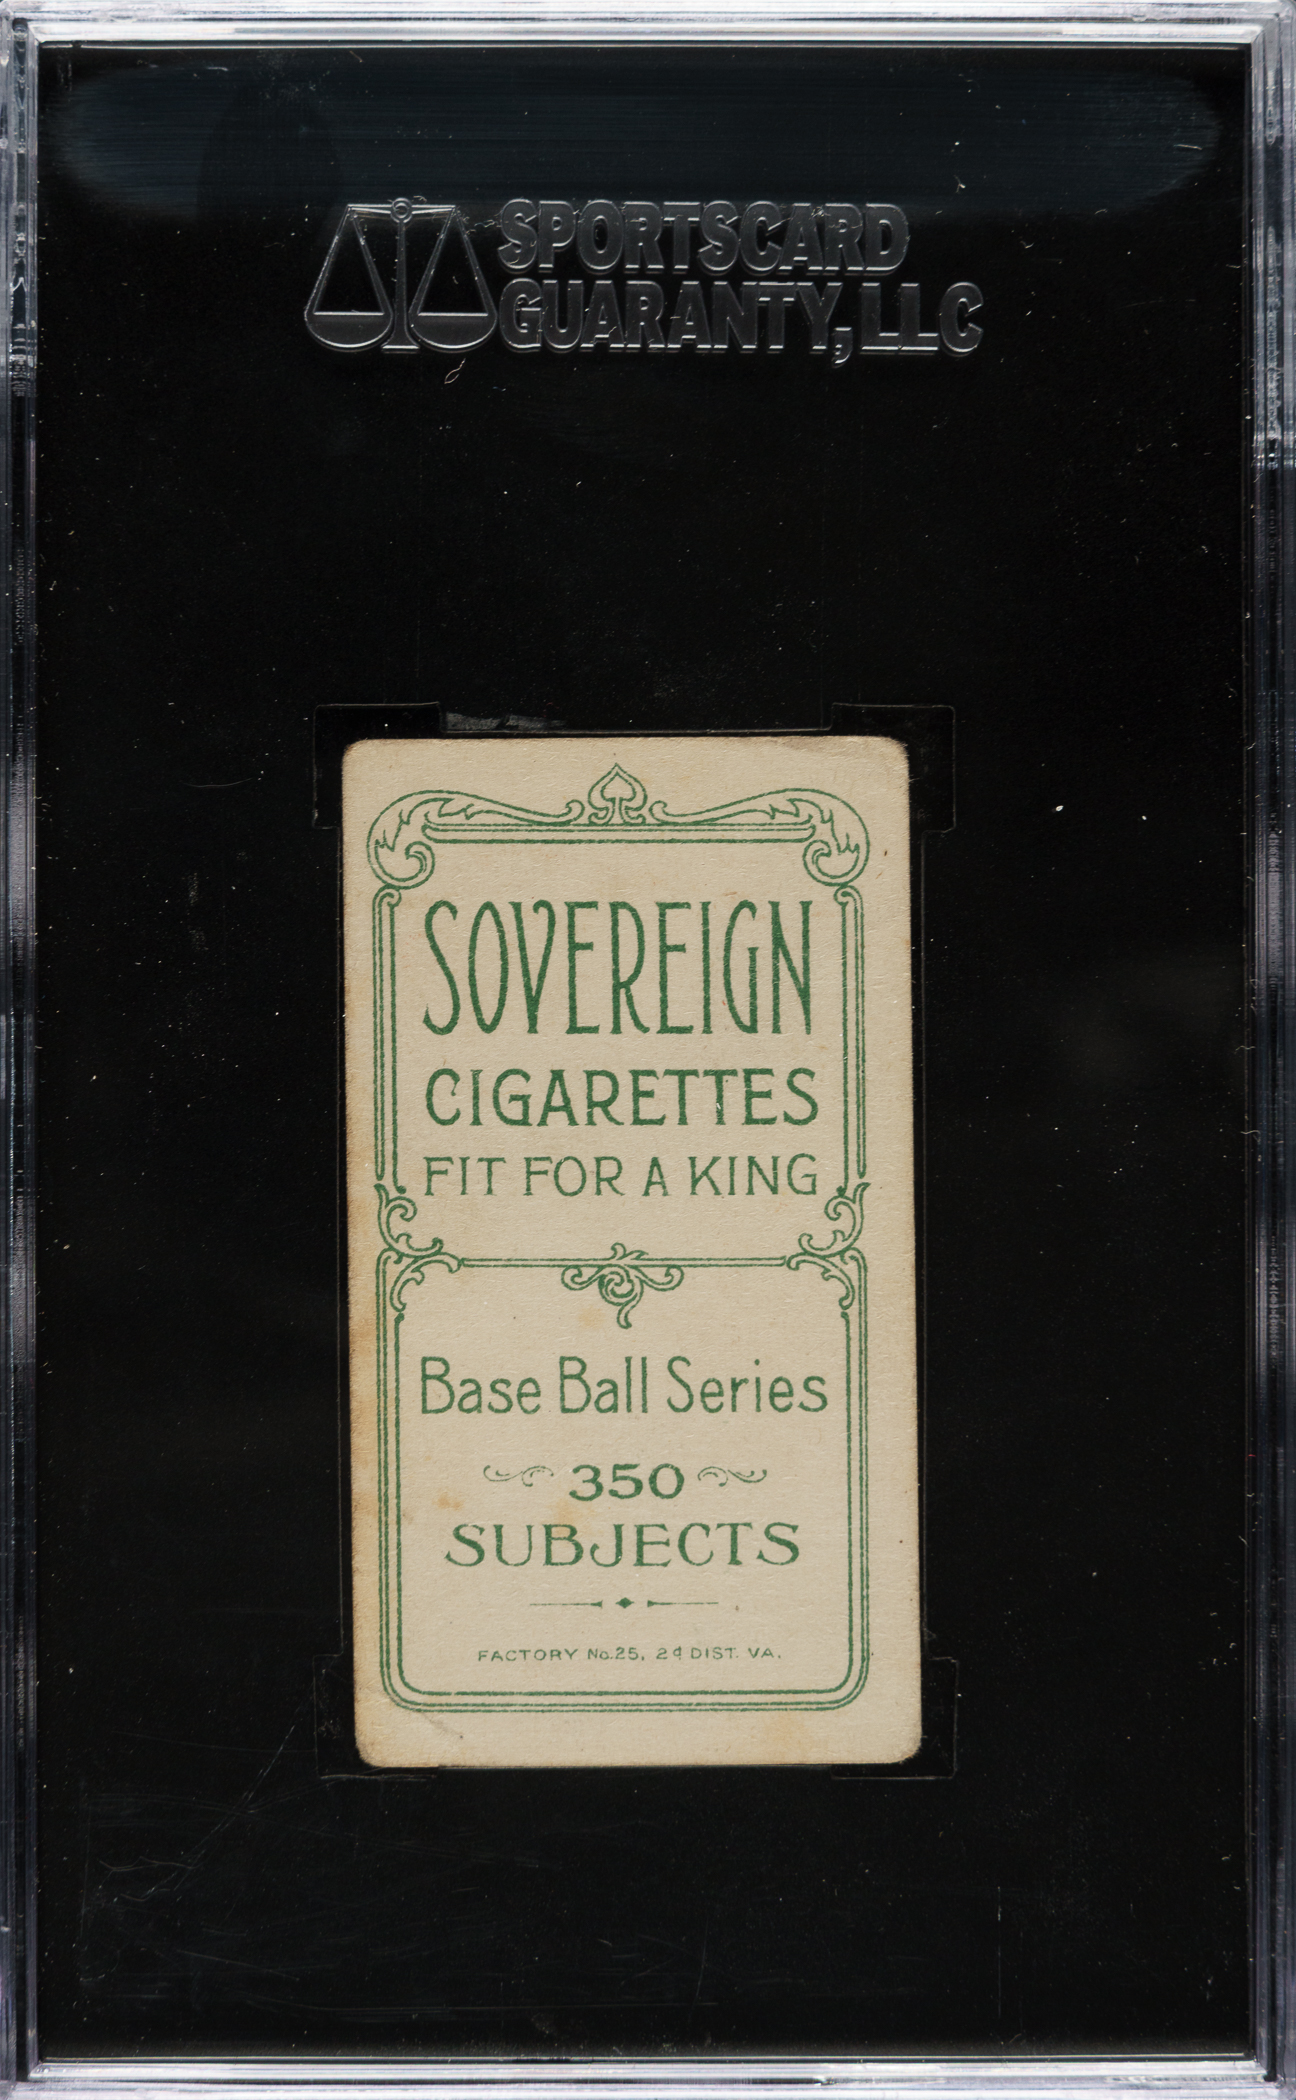 SPORTSCARD
GUARANTY, LLC
SOVEREIGN
CIGARETTES
FIT FOR A KING
Base Ball Series
350
SUBJECTS
FACTORY No. 25, 2d DIST. VA.